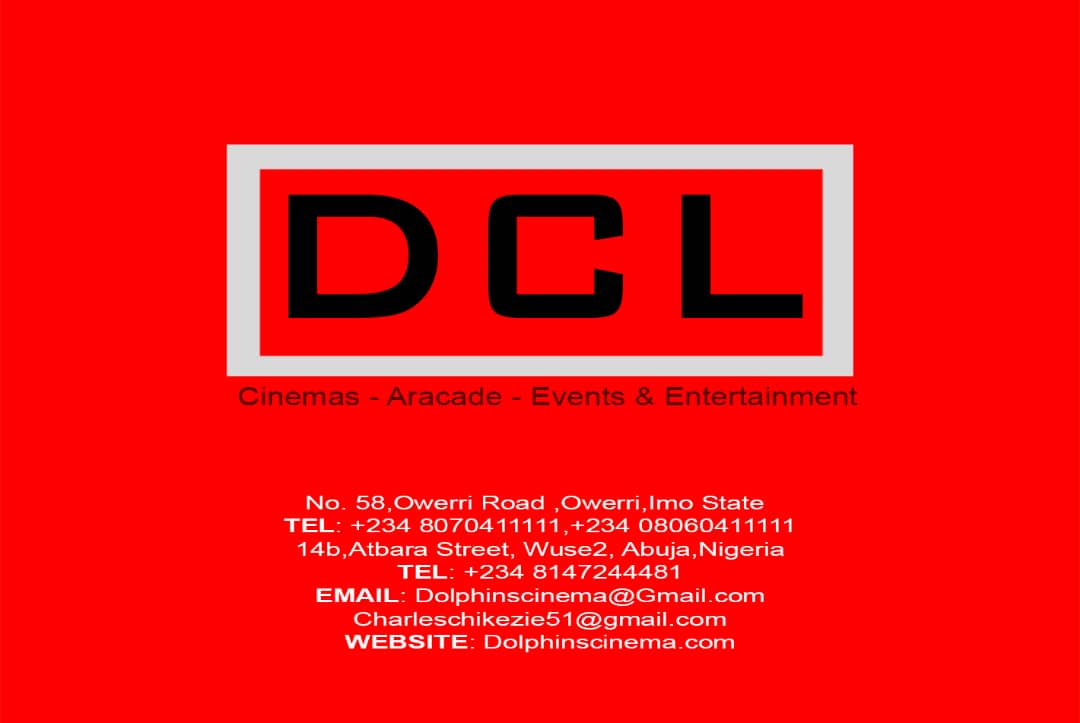 DCL
Cinemas - Aracade - Events & Entertainment
No. 58,Owerri Road ,Owerri,Imo State
TEL: +234 8070411111,+234 08060411111
14b,Atbara Street, Wuse2, Abuja,Nigeria
TEL: +234 8147244481
EMAIL: Dolphinscinema@Gmail.com
Charleschikezie51@gmail.com
WEBSITE: Dolphinscinema.com